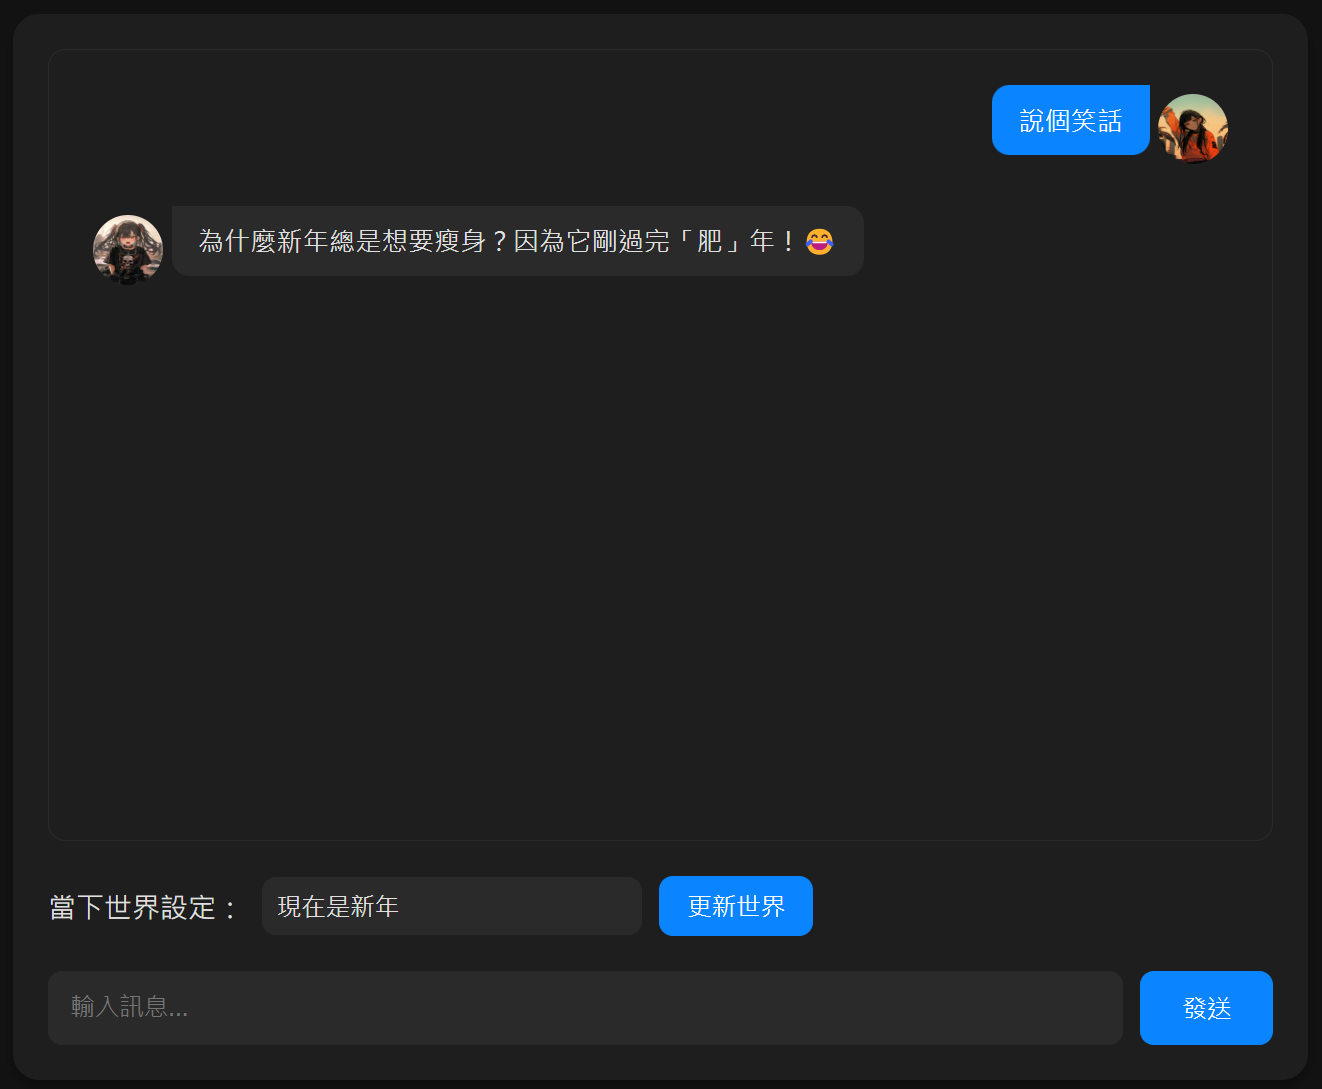 說個笑話
為什麼新年總是想要瘦身？因為它剛過完「肥」年！😂
當下世界設定：
現在是新年
更新世界
輸入訊息...
發送